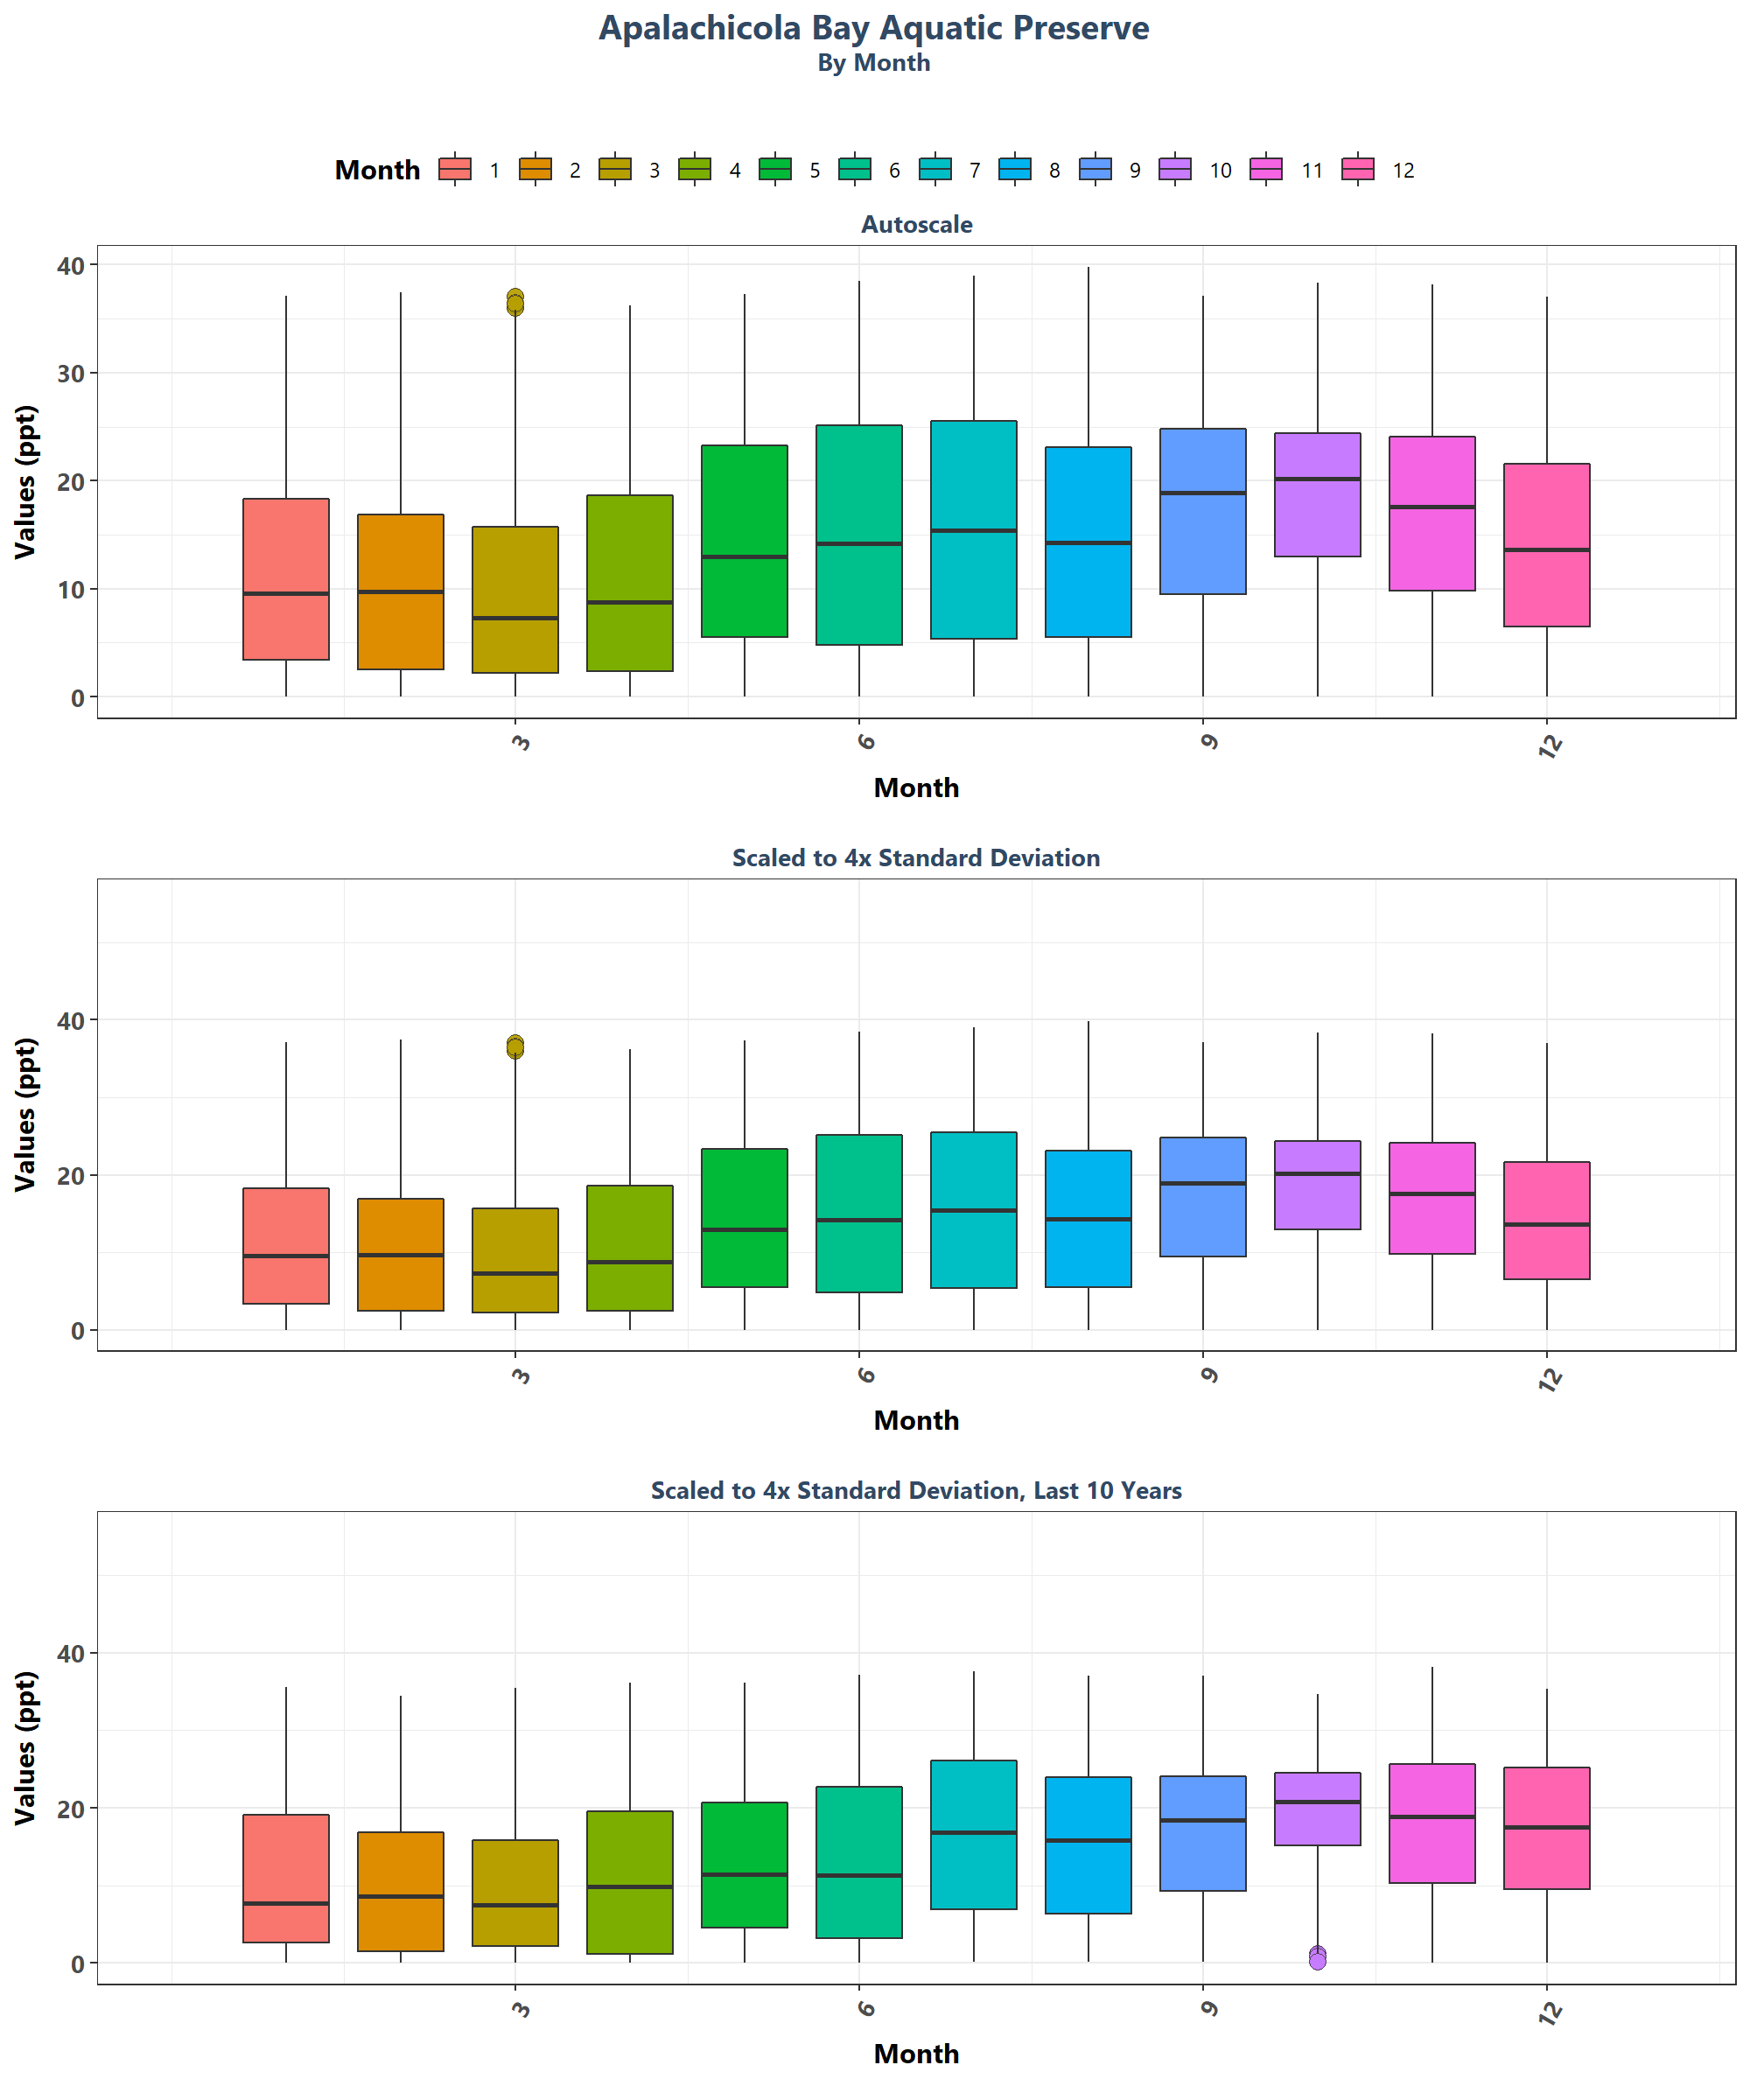 Apalachicola Bay Aquatic Preserve
By Month
Month 1 2 3 4 5 6 7 8 9 10 11 12
Autoscale
Values (ppt)
40
30
20
10
0
3 6 9 12
Month
Scaled to 4x Standard Deviation
Values (ppt)
40
20
0
3 6 9 12
Month
Scaled to 4x Standard Deviation, Last 10 Years
Values (ppt)
40
20
0
3 6 9 12
Month